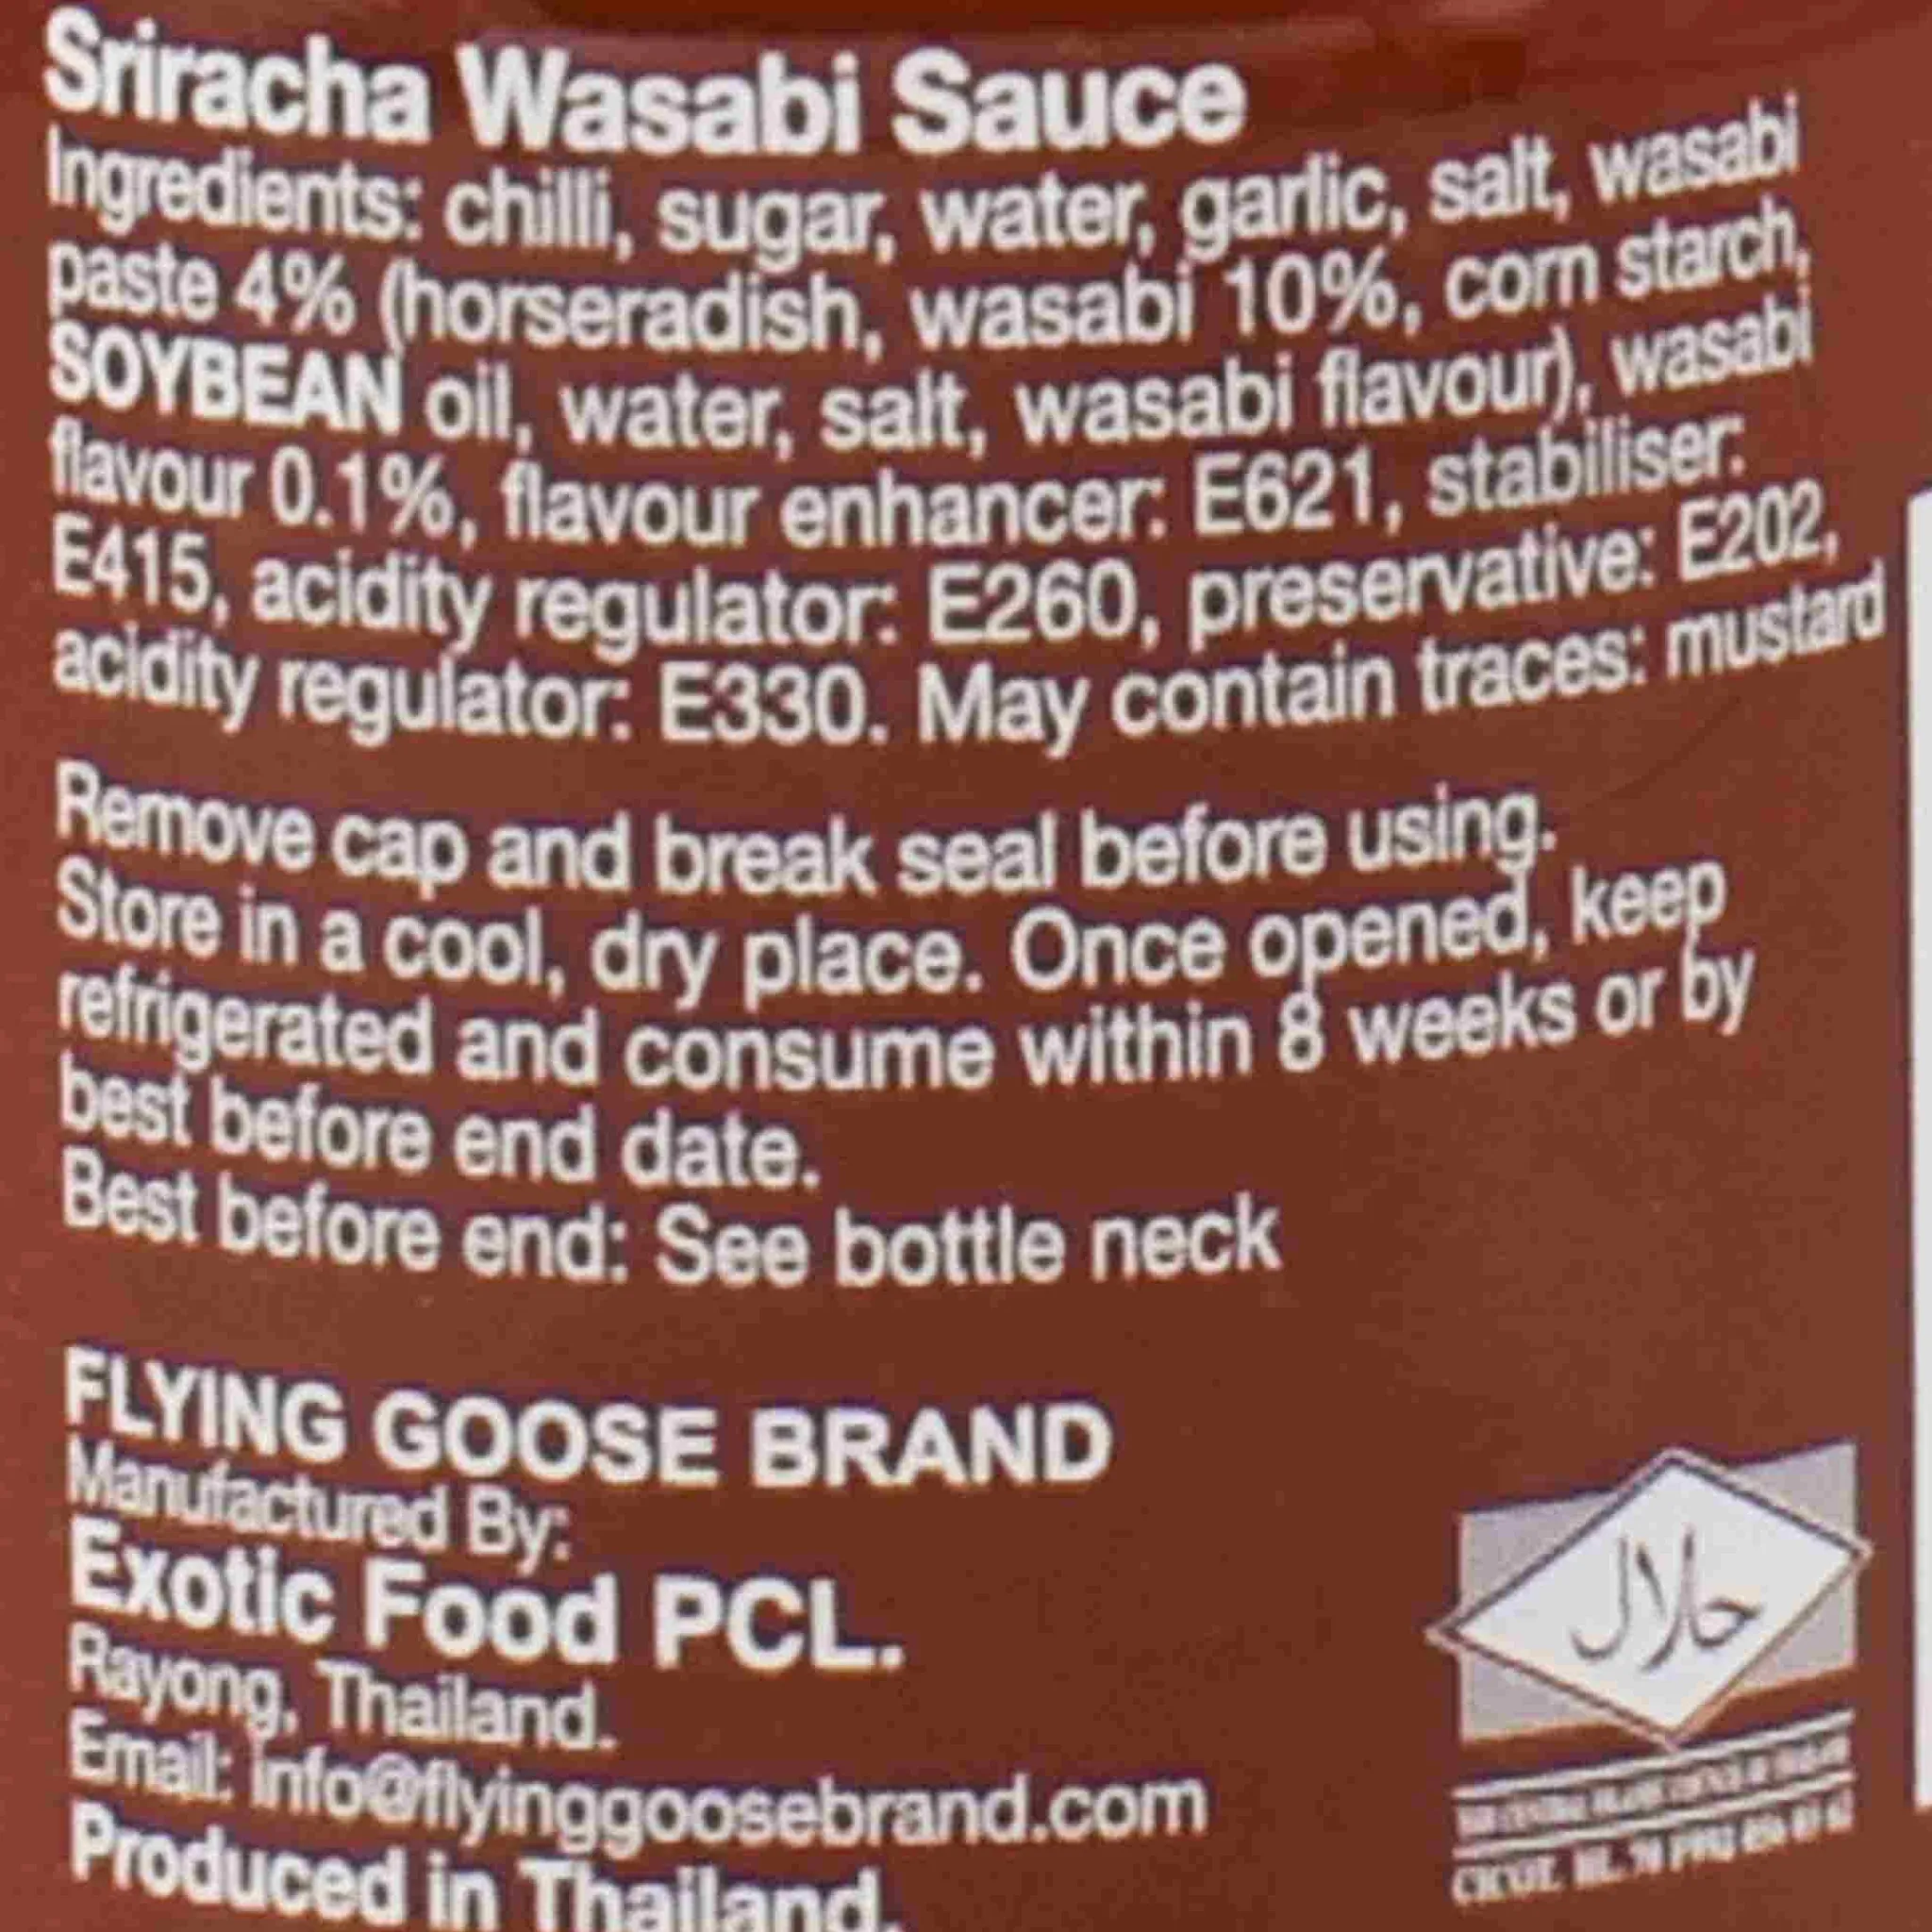 Sriracha Wasabi Sauce
Ingredients: chilli, sugar, water, garlic, salt, wasabi
paste 4% (horseradish, wasabi 10%, corn starch,
SOYBEAN oil, water, salt, wasabi flavour), wasabi
flavour 0.1%, flavour enhancer: E621, stabiliser:
E415, acidity regulator: E260, preservative: E202,
acidity regulator: E330. May contain traces: mustard
Remove cap and break seal before using.
Store in a cool, dry place. Once opened, keep
refrigerated and consume within 8 weeks or by
best before end date.
Best before end: See bottle neck
FLYING GOOSE BRAND
Manufactured By:
Exotic Food PCL.
Rayong, Thailand.
Email: info@flyinggoosebrand.com
Produced in Thailand.
حلال